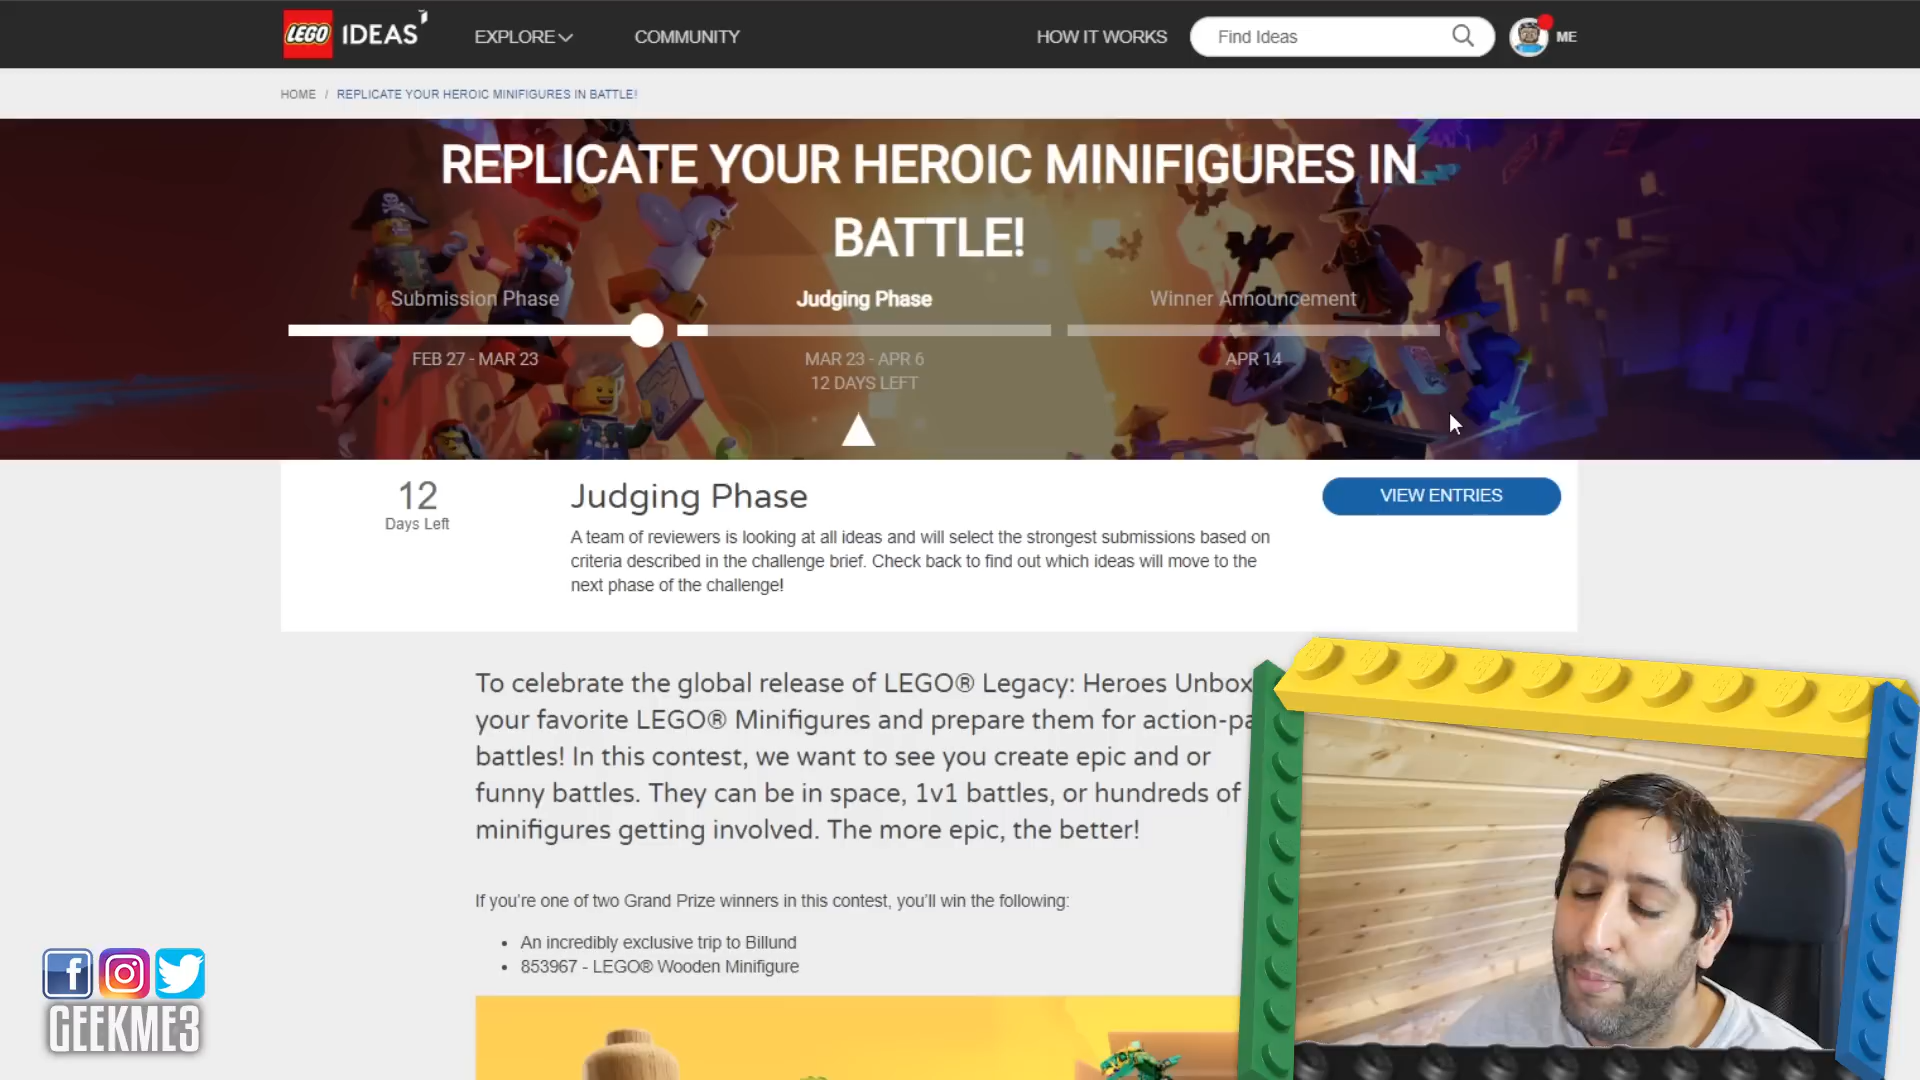 LEGO IDEAS
EXPLORE
COMMUNITY
HOW IT WORKS
Find Ideas
ME
HOME / REPLICATE YOUR HEROIC MINIFIGURES IN BATTLE!
REPLICATE YOUR HEROIC MINIFIGURES IN
BATTLE!
Submission Phase
Judging Phase
Winner Announcement
FEB 27 - MAR 23
MAR 23 - APR 6
APR 14
12 DAYS LEFT
12
Days Left
Judging Phase
VIEW ENTRIES
A team of reviewers is looking at all ideas and will select the strongest submissions based on
criteria described in the challenge brief. Check back to find out which ideas will move to the
next phase of the challenge!
To celebrate the global release of LEGO® Legacy: Heroes Unbox
your favorite LEGO® Minifigures and prepare them for action-pa
battles! In this contest, we want to see you create epic and or
funny battles. They can be in space, 1v1 battles, or hundreds of
minifigures getting involved. The more epic, the better!
If you're one of two Grand Prize winners in this contest, you'll win the following:
• An incredibly exclusive trip to Billund
• 853967 - LEGO® Wooden Minifigure
f
GEEKME3